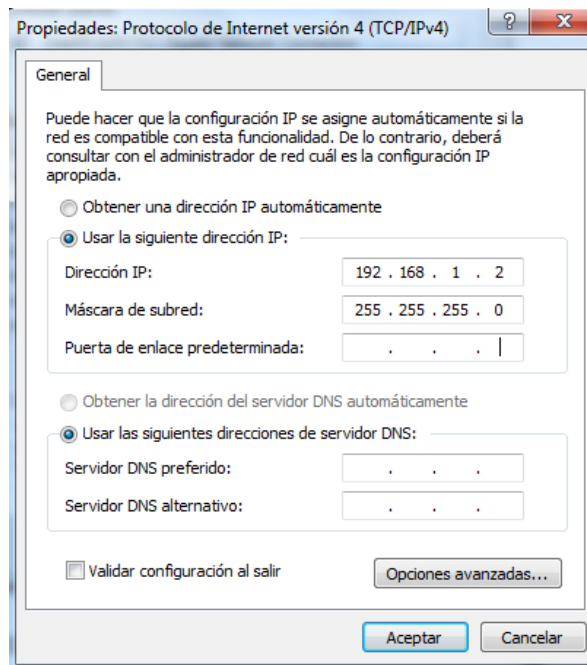 Propiedades: Protocolo de Internet versión 4 (TCP/IPv4)
General
Puede hacer que la configuración IP se asigne automáticamente si la
red es compatible con esta funcionalidad. De lo contrario, deberá
consultar con el administrador de red cuál es la configuración IP
apropiada.
Obtener una dirección IP automáticamente
Usar la siguiente dirección IP:
Dirección IP: 192 . 168 . 1 . 2
Máscara de subred: 255 . 255 . 255 . 0
Puerta de enlace predeterminada: . . .
Obtener la dirección del servidor DNS automáticamente
Usar las siguientes direcciones de servidor DNS:
Servidor DNS preferido: . . .
Servidor DNS alternativo: . . .
Validar configuración al salir Opciones avanzadas...
Aceptar Cancelar